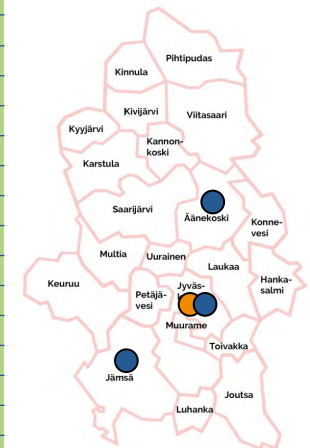 Pihtipudas
Kinnula
Kivijärvi
Viitasaari
Kyyjärvi
Kannon-
koski
Karstula
Saarijärvi
Äänekoski
Konne-
vesi
Multia
Uurainen
Laukaa
Keuruu
Hanka-
salmi
Petäjä-
vesi
Jyväs-
Muurame
Toivakka
Jämsä
Joutsa
Luhanka